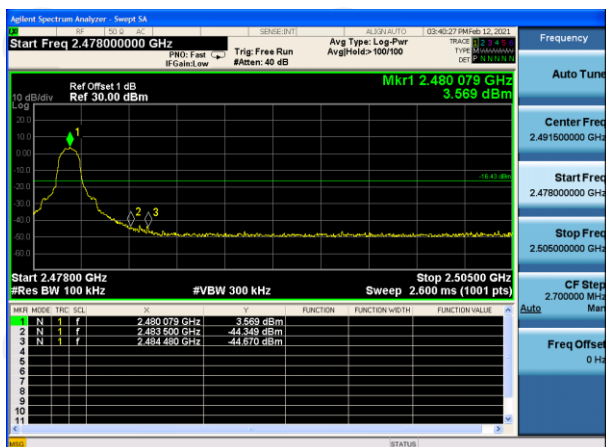 Agilent Spectrum Analyzer - Swept SA
RF 50 Ω AC SENSE:INT ALIGN AUTO 03:40:27 PM Feb 12, 2021
Start Freq 2.478000000 GHz
PNO: Fast
IFGain:Low
Trig: Free Run
#Atten: 40 dB
Avg Type: Log-Pwr
Avg|Hold:>100/100
TRACE 1 2 3 4 5 6
TYPE
DET P N N N N N
Ref Offset 1 dB
Ref 30.00 dBm
10 dB/div
Log
Mkr1 2.480 079 GHz
3.569 dBm
20.0
10.0
0.00
-10.0
-20.0
-30.0
-40.0
-50.0
-60.0
1
2
3
Start 2.47800 GHz
Stop 2.50500 GHz
#Res BW 100 kHz
#VBW 300 kHz
Sweep 2.600 ms (1001 pts)
MKR MODE TRC SCL X Y FUNCTION FUNCTION WIDTH FUNCTION VALUE
1 N 1 f 2.480 079 GHz 3.569 dBm
2 N 1 f 2.483 500 GHz -44.349 dBm
3 N 1 f 2.484 480 GHz -44.670 dBm
4
5
6
7
8
9
10
11
MSG
STATUS
Frequency
Auto Tune
Center Freq
2.491500000 GHz
Start Freq
2.478000000 GHz
Stop Freq
2.505000000 GHz
CF Step
2.700000 MHz
Auto Man
Freq Offset
0 Hz